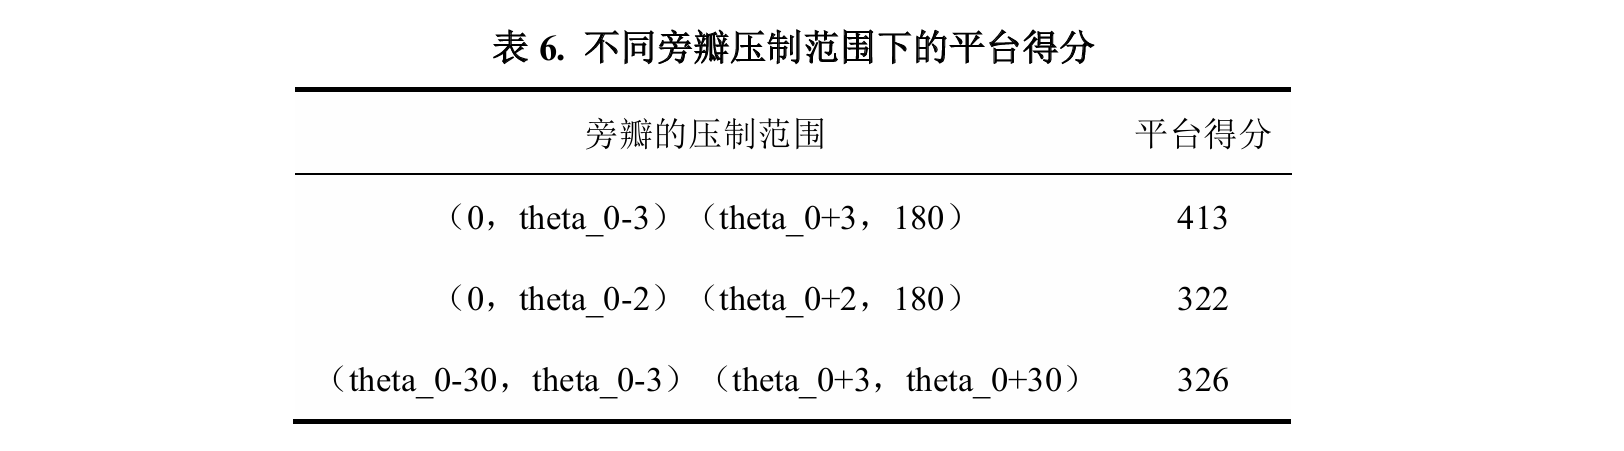 表 6. 不同旁瓣压制范围下的平台得分
旁瓣的压制范围 平台得分
（0，theta_0-3）（theta_0+3，180） 413
（0，theta_0-2）（theta_0+2，180） 322
（theta_0-30，theta_0-3）（theta_0+3，theta_0+30） 326